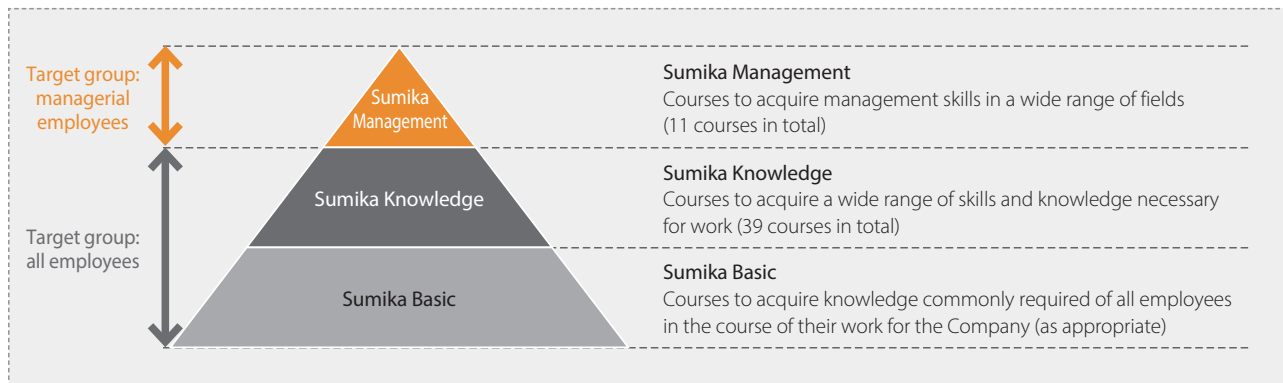 Target group:
managerial
employees
Sumika
Management
Sumika Management
Courses to acquire management skills in a wide range of fields
(11 courses in total)
Target group:
all employees
Sumika Knowledge
Sumika Knowledge
Courses to acquire a wide range of skills and knowledge necessary
for work (39 courses in total)
Sumika Basic
Sumika Basic
Courses to acquire knowledge commonly required of all employees
in the course of their work for the Company (as appropriate)